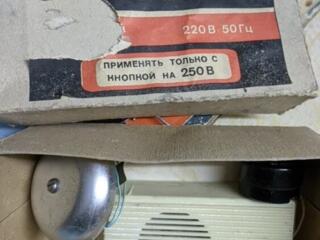 220В 50Гц
ПРИМЕНЯТЬ ТОЛЬКО С
КНОПКОЙ НА 250В